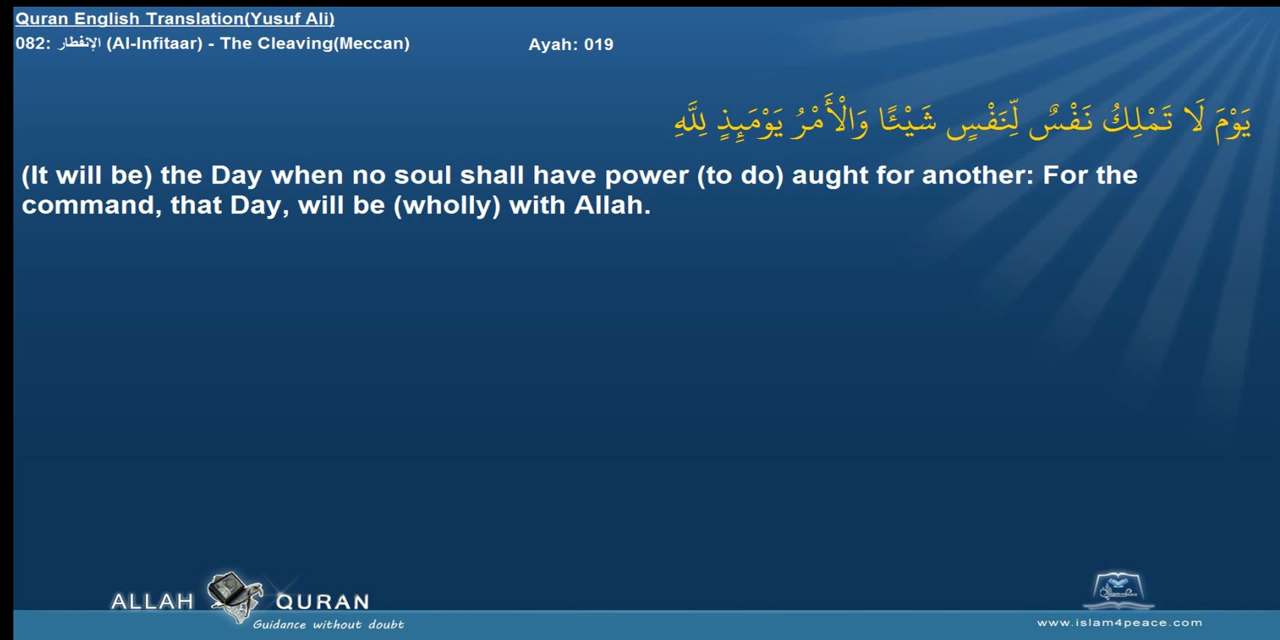 Quran English Translation(Yusuf Ali)
082: الإنفطار (Al-Infitaar) - The Cleaving(Meccan) Ayah: 019
يَوْمَ لَا تَمْلِكُ نَفْسٌ لِّنَفْسٍ شَيْئًا وَالْأَمْرُ يَوْمَئِذٍ لِلَّهِ
(It will be) the Day when no soul shall have power (to do) aught for another: For the
command, that Day, will be (wholly) with Allah.
ALLAH QURAN
Guidance without doubt
www.islam4peace.com